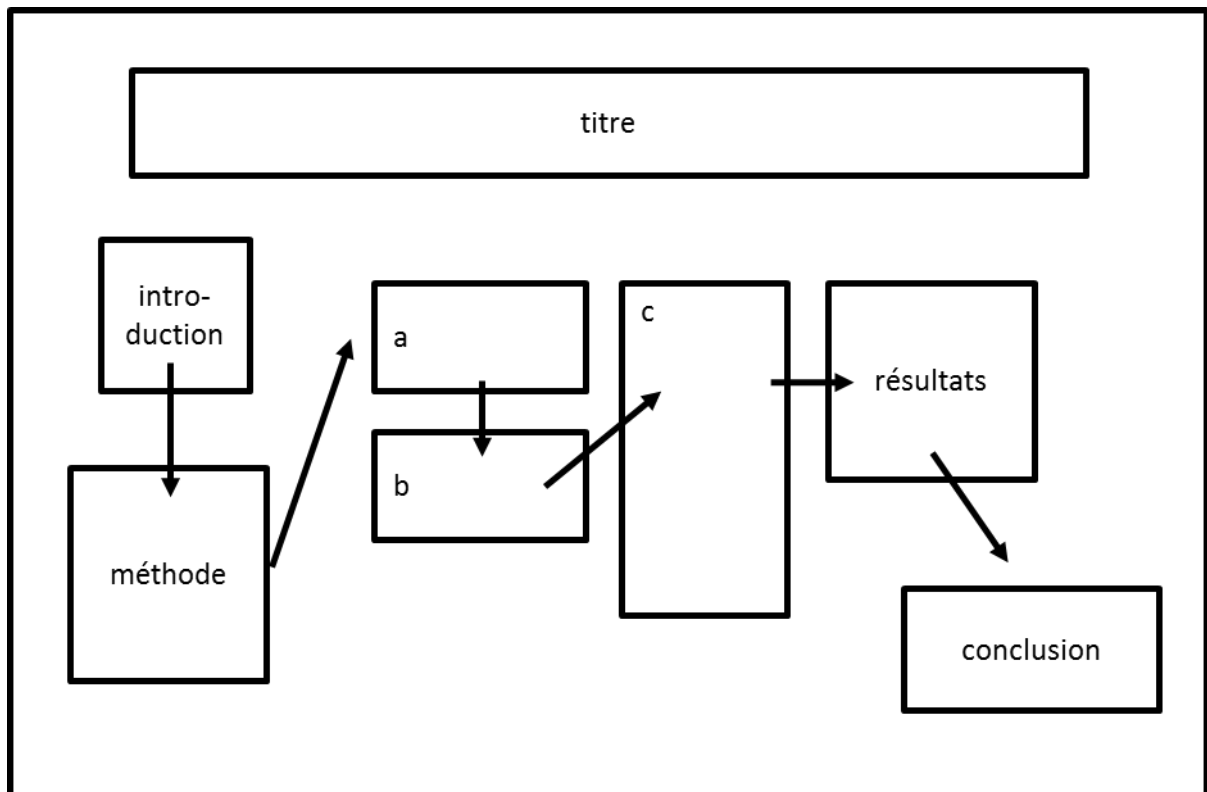 titre
intro-
duction
méthode
a
b
c
résultats
conclusion